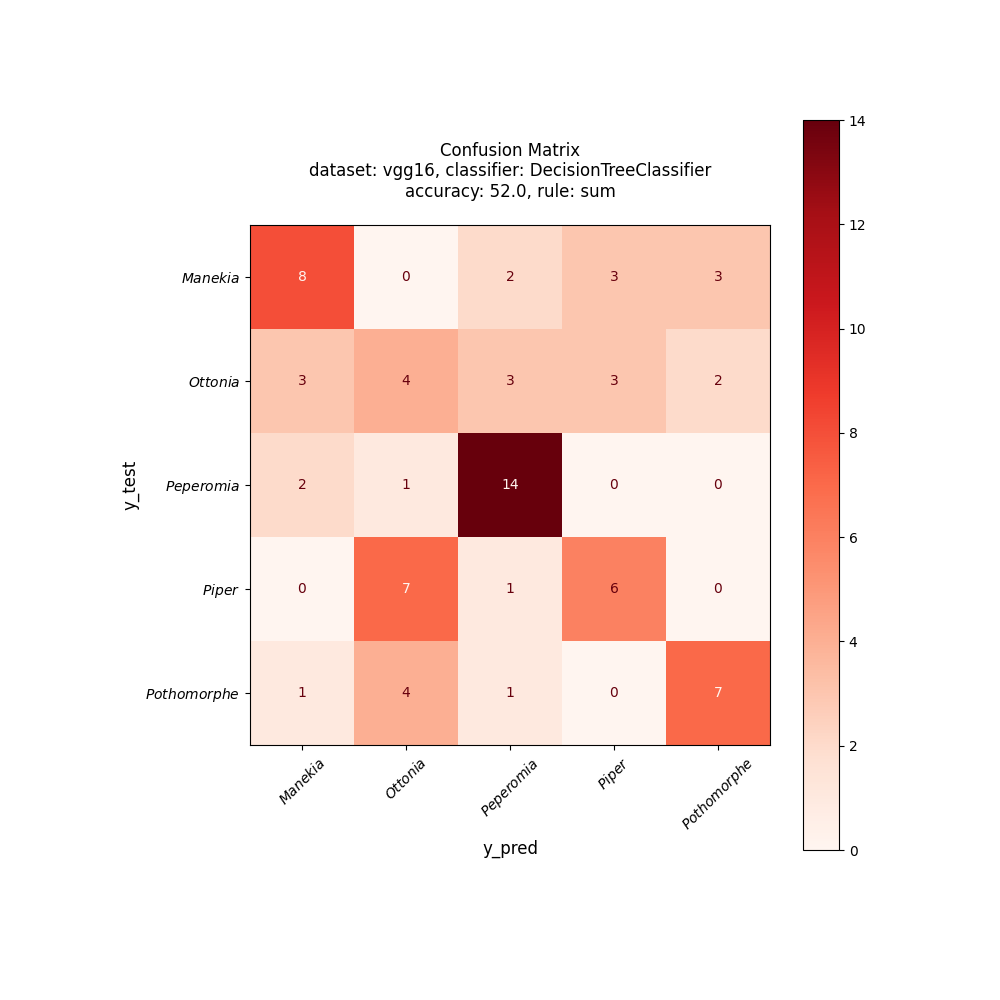 Confusion Matrix
dataset: vgg16, classifier: DecisionTreeClassifier
accuracy: 52.0, rule: sum
y_test
Manekia 8 0 2 3 3
Ottonia 3 4 3 3 2
Peperomia 2 1 14 0 0
Piper 0 7 1 6 0
Pothomorphe 1 4 1 0 7
Manekia Ottonia Peperomia Piper Pothomorphe
y_pred
14
12
10
8
6
4
2
0